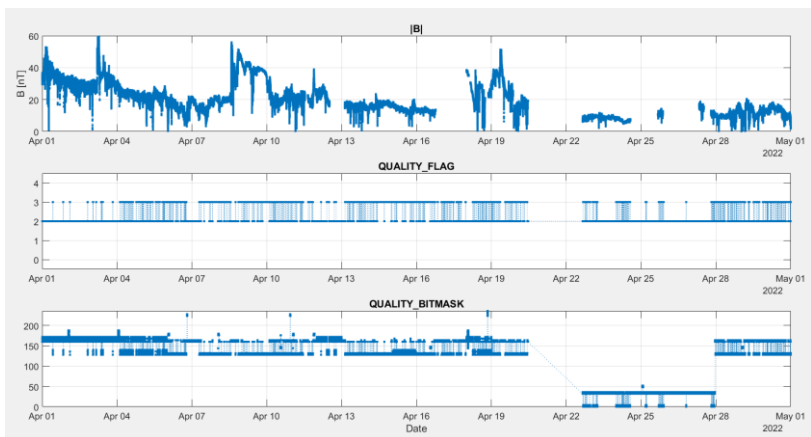 |B|
60
40
20
0
B [nT]
Apr 01 Apr 04 Apr 07 Apr 10 Apr 13 Apr 16 Apr 19 Apr 22 Apr 25 Apr 28 May 01
2022
QUALITY_FLAG
4
3
2
1
0
Apr 01 Apr 04 Apr 07 Apr 10 Apr 13 Apr 16 Apr 19 Apr 22 Apr 25 Apr 28 May 01
2022
QUALITY_BITMASK
200
150
100
50
0
Apr 01 Apr 04 Apr 07 Apr 10 Apr 13 Apr 16 Apr 19 Apr 22 Apr 25 Apr 28 May 01
Date
2022